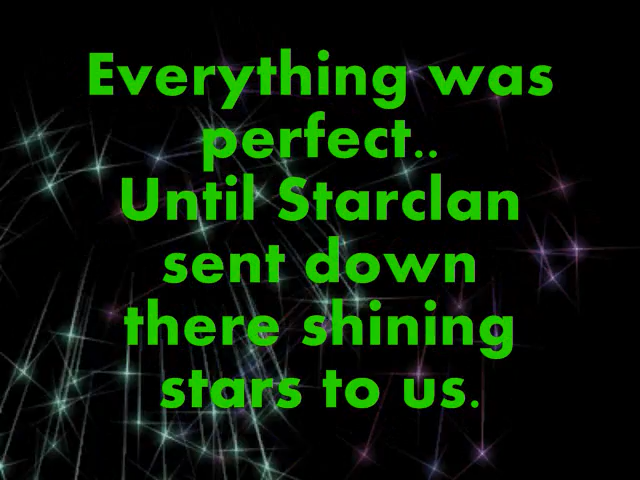 Everything was
perfect..
Until Starclan
sent down
there shining
stars to us.